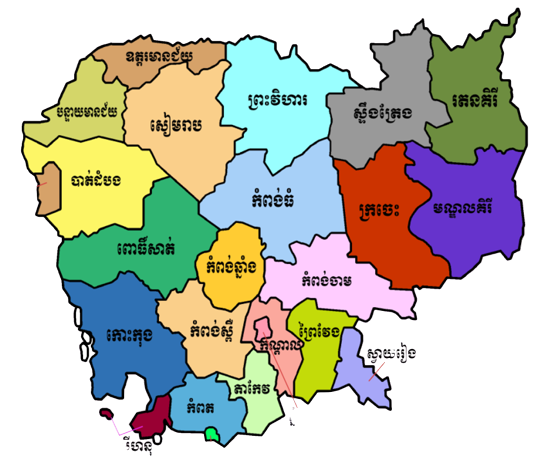 ឧត្តរមានជ័យ
បន្ទាយមានជ័យ
សៀមរាប
ព្រះវិហារ
ស្ទឹងត្រែង
រតនគិរី
បាត់ដំបង
កំពង់ធំ
ក្រចេះ
មណ្ឌលគិរី
ពោធិ៍សាត់
កំពង់ឆ្នាំង
កំពង់ចាម
កោះកុង
កំពង់ស្ពឺ
កណ្ដាល
ព្រៃវែង
ស្វាយរៀង
តាកែវ
កំពត